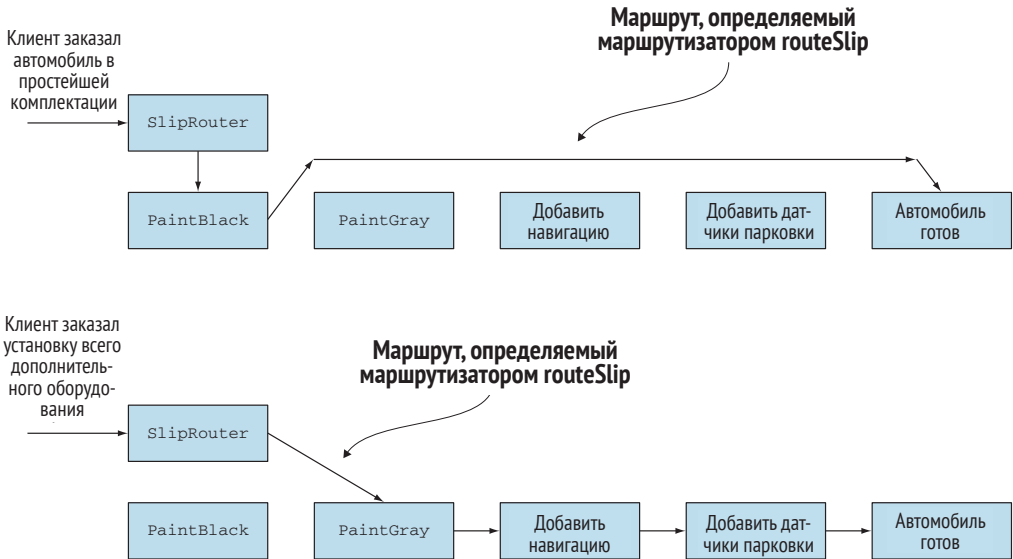 Маршрут, определяемый
маршрутизатором routeSlip
Клиент заказал
автомобиль в
простейшей
комплектации
SlipRouter
PaintBlack
PaintGray
Добавить
навигацию
Добавить дат-
чики парковки
Автомобиль
готов
Клиент заказал
установку всего
дополнитель-
ного оборудо-
вания
Маршрут, определяемый
маршрутизатором routeSlip
SlipRouter
PaintBlack
PaintGray
Добавить
навигацию
Добавить дат-
чики парковки
Автомобиль
готов